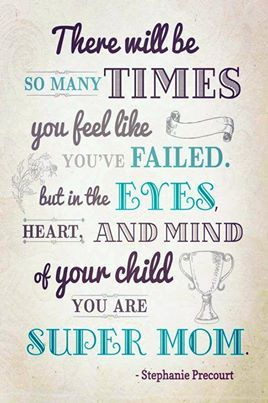 There will be
SO MANY TIMES
you feel like
YOU'VE FAILED.
but in the EYES,
HEART, AND MIND
of your child
YOU ARE
SUPER MOM.
- Stephanie Precourt